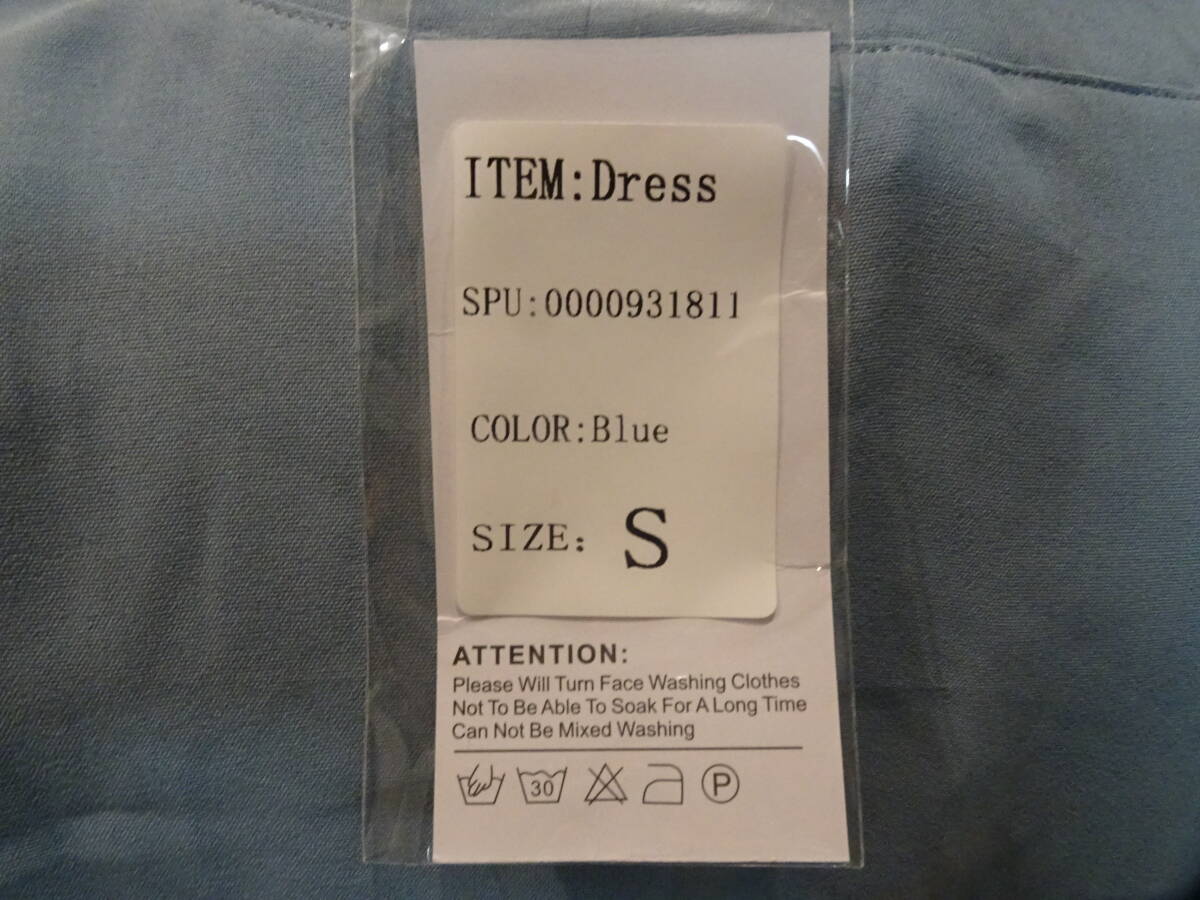 ITEM:Dress
SPU:0000931811
COLOR:Blue
SIZE: S
ATTENTION:
Please Will Turn Face Washing Clothes
Not To Be Able To Soak For A Long Time
Can Not Be Mixed Washing
30 P